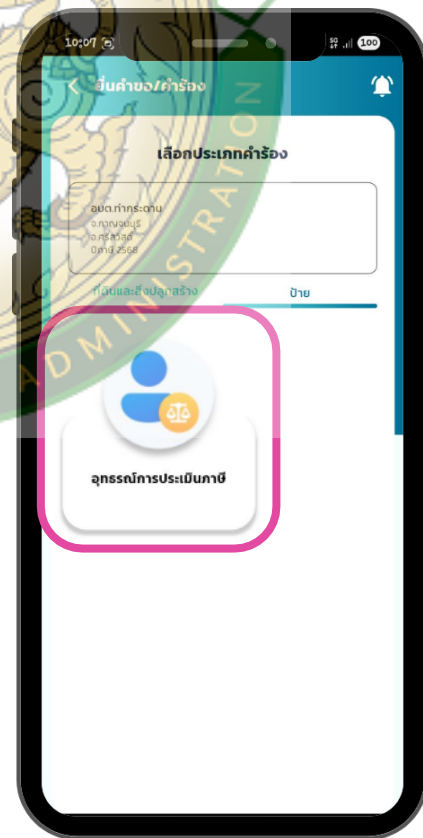 10:07
5G
100
ยื่นคำขอ/คำร้อง
เลือกประเภทคำร้อง
อบต.ท่ากระดาน
จ.กาญจนบุรี
อ.ศรีสวัสดิ์
ปีภาษี 2568
ที่ดินและสิ่งปลูกสร้าง
ป้าย
อุทธรณ์การประเมินภาษี
ADMINISTRATION